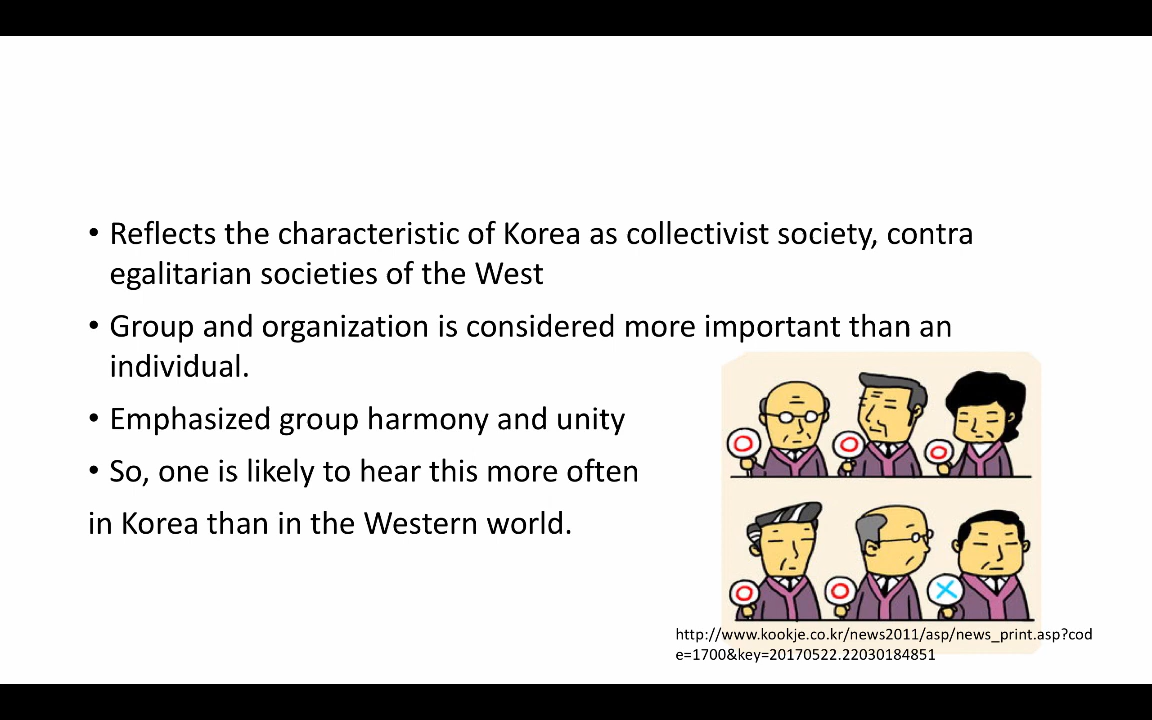 • Reflects the characteristic of Korea as collectivist society, contra
egalitarian societies of the West
• Group and organization is considered more important than an
individual.
• Emphasized group harmony and unity
• So, one is likely to hear this more often
in Korea than in the Western world.
http://www.kookje.co.kr/news2011/asp/news_print.asp?cod
e=1700&key=20170522.22030184851